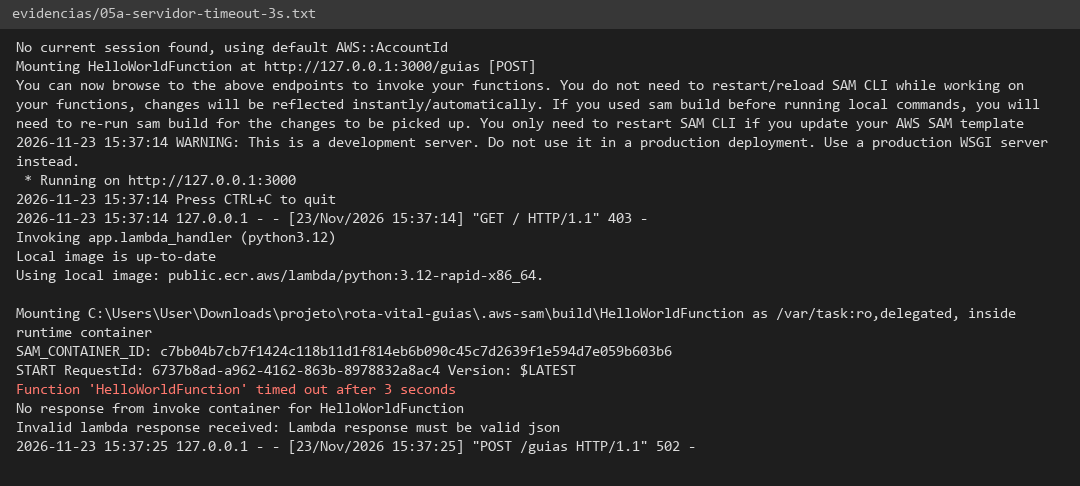 evidencias/05a-servidor-timeout-3s.txt
No current session found, using default AWS::AccountId
Mounting HelloWorldFunction at http://127.0.0.1:3000/guias [POST]
You can now browse to the above endpoints to invoke your functions. You do not need to restart/reload SAM CLI while working on
your functions, changes will be reflected instantly/automatically. If you used sam build before running local commands, you will
need to re-run sam build for the changes to be picked up. You only need to restart SAM CLI if you update your AWS SAM template
2026-11-23 15:37:14 WARNING: This is a development server. Do not use it in a production deployment. Use a production WSGI server
instead.
 * Running on http://127.0.0.1:3000
2026-11-23 15:37:14 Press CTRL+C to quit
2026-11-23 15:37:14 127.0.0.1 - - [23/Nov/2026 15:37:14] "GET / HTTP/1.1" 403 -
Invoking app.lambda_handler (python3.12)
Local image is up-to-date
Using local image: public.ecr.aws/lambda/python:3.12-rapid-x86_64.
Mounting C:\Users\User\Downloads\projeto\rota-vital-guias\.aws-sam\build\HelloWorldFunction as /var/task:ro,delegated, inside
runtime container
SAM_CONTAINER_ID: c7bb04b7cb7f1424c118b11d1f814eb6b090c45c7d2639f1e594d7e059b603b6
START RequestId: 6737b8ad-a962-4162-863b-8978832a8ac4 Version: $LATEST
Function 'HelloWorldFunction' timed out after 3 seconds
No response from invoke container for HelloWorldFunction
Invalid lambda response received: Lambda response must be valid json
2026-11-23 15:37:25 127.0.0.1 - - [23/Nov/2026 15:37:25] "POST /guias HTTP/1.1" 502 -